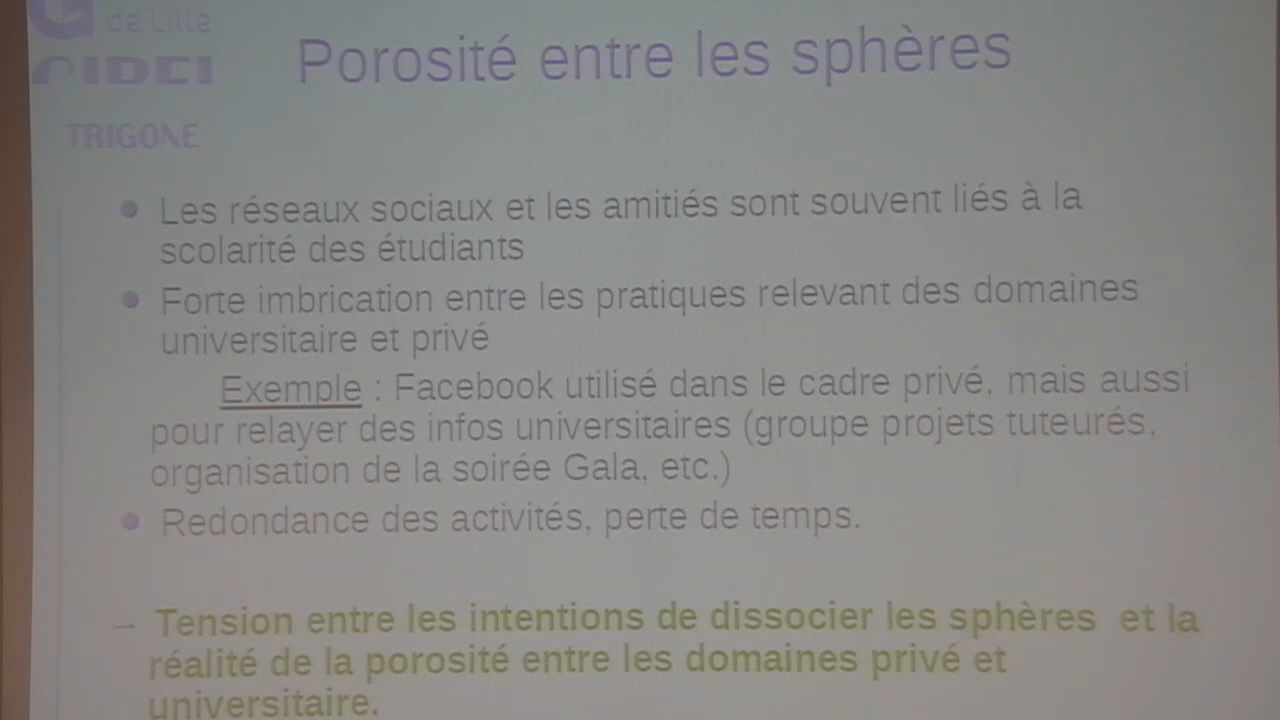 de Lille
Porosité entre les sphères
TRIGONE
Les réseaux sociaux et les amitiés sont souvent liés à la
scolarité des étudiants
Forte imbrication entre les pratiques relevant des domaines
universitaire et privé
Exemple : Facebook utilisé dans le cadre privé, mais aussi
pour relayer des infos universitaires (groupe projets tuteurés,
organisation de la soirée Gala, etc.)
Redondance des activités, perte de temps.
→ Tension entre les intentions de dissocier les sphères et la
réalité de la porosité entre les domaines privé et
universitaire.